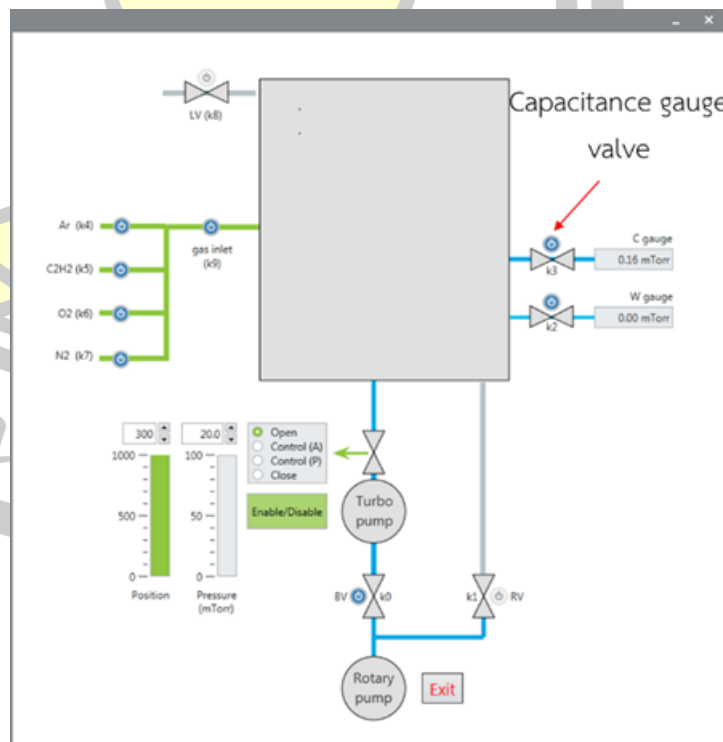 LV (k8)
Capacitance gauge
valve
Ar (k4)
gas inlet
(k9)
C2H2 (k5)
O2 (k6)
N2 (k7)
C gauge
0.16 mTorr
k3
W gauge
0.00 mTorr
k2
300
20.0
Open
Control (A)
Control (P)
Close
1000
500
0
Position
100
50
0
Pressure
(mTorr)
Enable/Disable
Turbo
pump
BV
k0
k1
RV
Rotary
pump
Exit